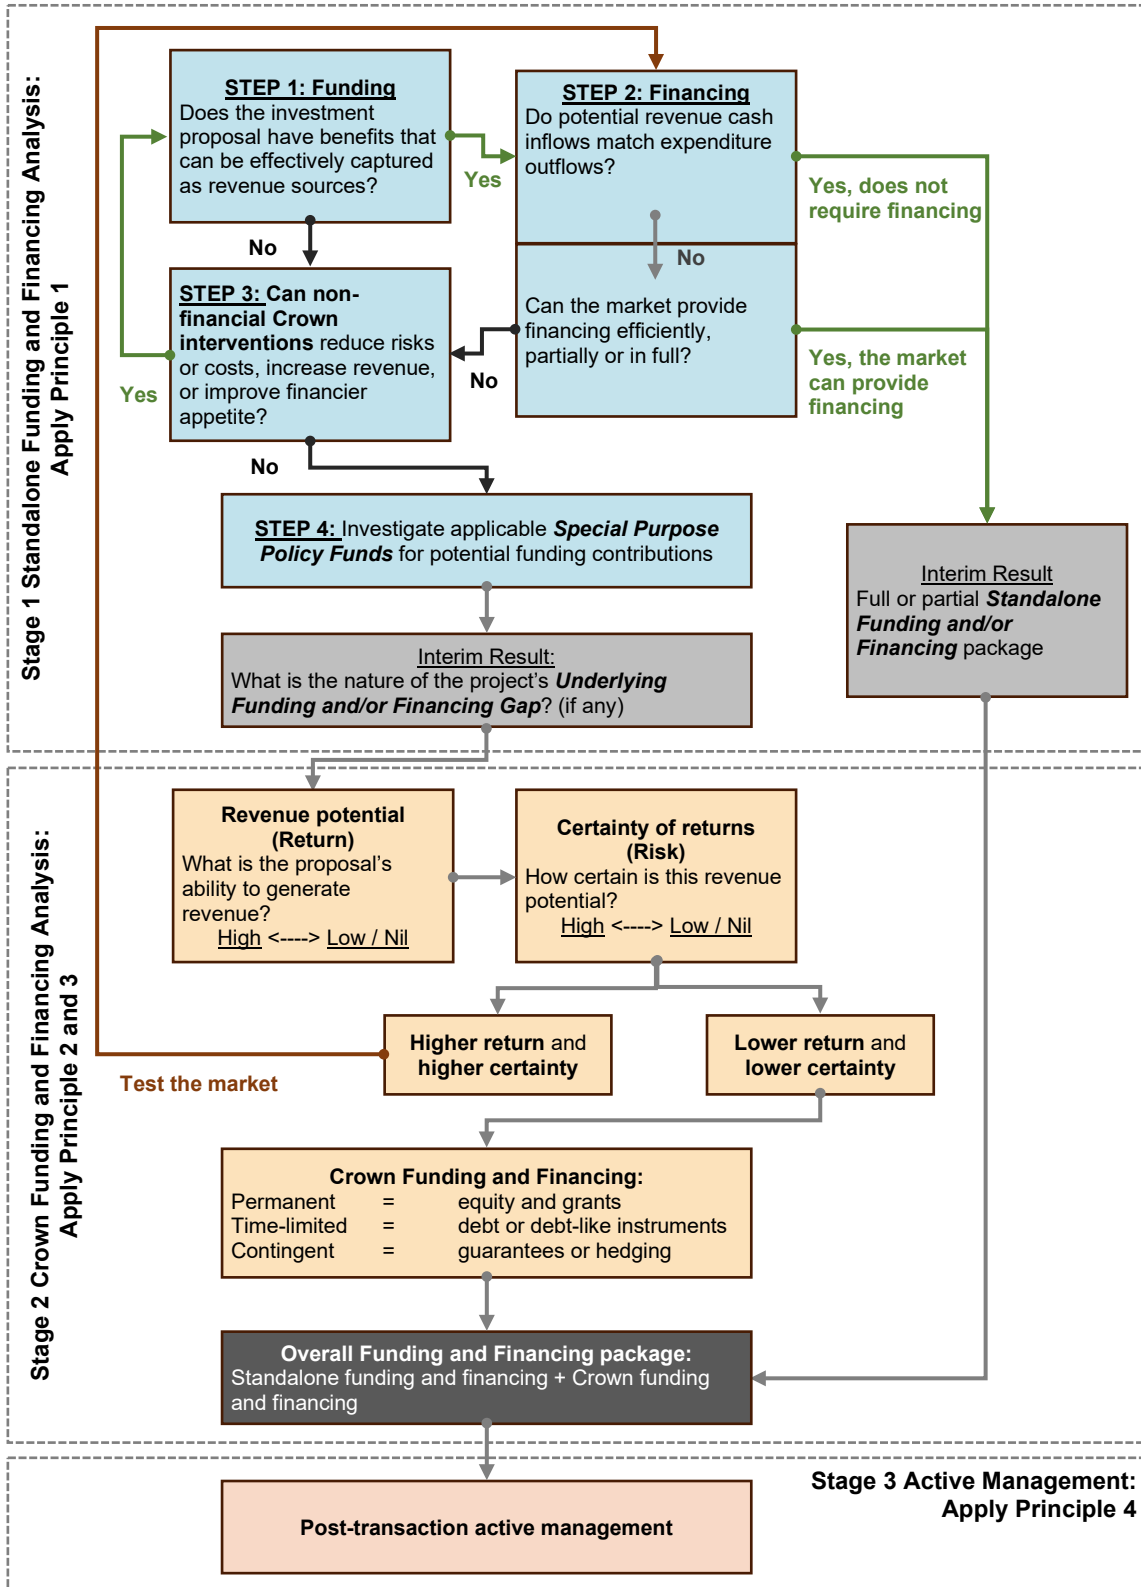 Stage 1 Standalone Funding and Financing Analysis:
Apply Principle 1
STEP 1: Funding
Does the investment
proposal have benefits that
can be effectively captured
as revenue sources?
Yes
No
STEP 2: Financing
Do potential revenue cash
inflows match expenditure
outflows?
No
Can the market provide
financing efficiently,
partially or in full?
Yes, does not
require financing
Yes, the market
can provide
financing
No
STEP 3: Can non-
financial Crown
interventions reduce risks
or costs, increase revenue,
or improve financier
appetite?
Yes
No
STEP 4: Investigate applicable Special Purpose
Policy Funds for potential funding contributions
Interim Result
Full or partial Standalone
Funding and/or
Financing package
Interim Result:
What is the nature of the project's Underlying
Funding and/or Financing Gap? (if any)
Stage 2 Crown Funding and Financing Analysis:
Apply Principle 2 and 3
Revenue potential
(Return)
What is the proposal's
ability to generate
revenue?
High <----> Low / Nil
Certainty of returns
(Risk)
How certain is this revenue
potential?
High <----> Low / Nil
Higher return and
higher certainty
Lower return and
lower certainty
Test the market
Crown Funding and Financing:
Permanent = equity and grants
Time-limited = debt or debt-like instruments
Contingent = guarantees or hedging
Overall Funding and Financing package:
Standalone funding and financing + Crown funding
and financing
Stage 3 Active Management:
Apply Principle 4
Post-transaction active management